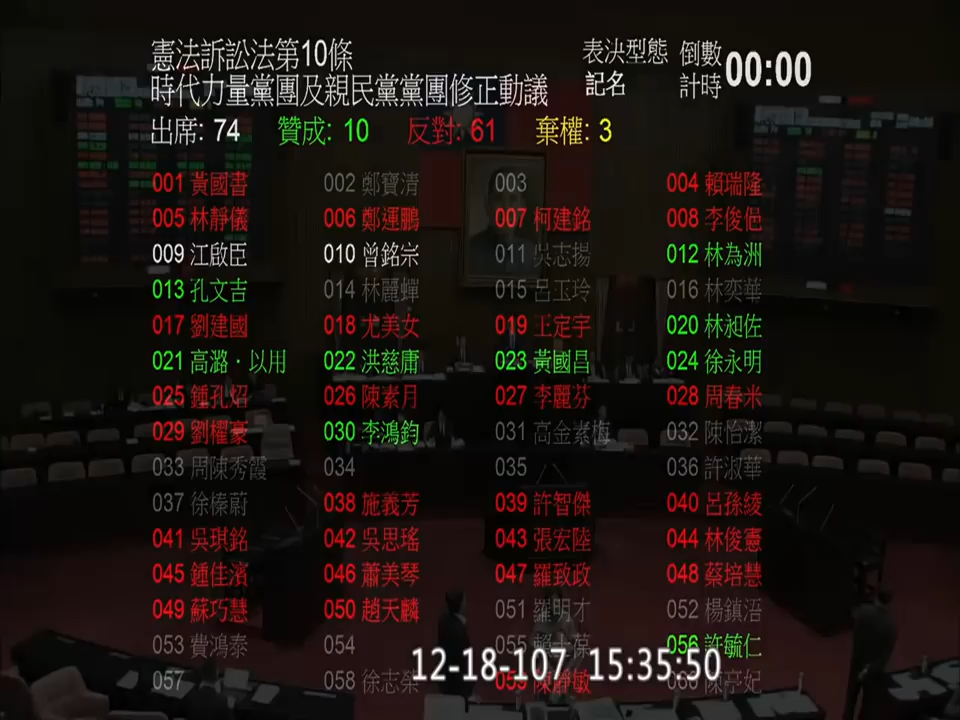 憲法訴訟法第10條
時代力量黨團及親民黨黨團修正動議
表決型態 記名
倒數計時 00:00
出席: 74 贊成: 10 反對: 61 棄權: 3
001 黃國書 002 鄭寶清 003 004 賴瑞隆
005 林靜儀 006 鄭運鵬 007 柯建銘 008 李俊俋
009 江啟臣 010 曾銘宗 011 吳志揚 012 林為洲
013 孔文吉 014 林麗蟬 015 呂玉玲 016 林奕華
017 劉建國 018 尤美女 019 王定宇 020 林昶佐
021 高潞．以用 022 洪慈庸 023 黃國昌 024 徐永明
025 鍾孔炤 026 陳素月 027 李麗芬 028 周春米
029 劉櫂豪 030 李鴻鈞 031 高金素梅 032 陳怡潔
033 周陳秀霞 034 035 036 許淑華
037 徐榛蔚 038 施義芳 039 許智傑 040 呂孫綾
041 吳琪銘 042 吳思瑤 043 張宏陸 044 林俊憲
045 鍾佳濱 046 蕭美琴 047 羅致政 048 蔡培慧
049 蘇巧慧 050 趙天麟 051 羅明才 052 楊鎮浯
053 費鴻泰 054 055 賴士葆 056 許毓仁
057 058 徐志榮 059 陳靜敏 060 陳亭妃
12-18-107 15:35:50